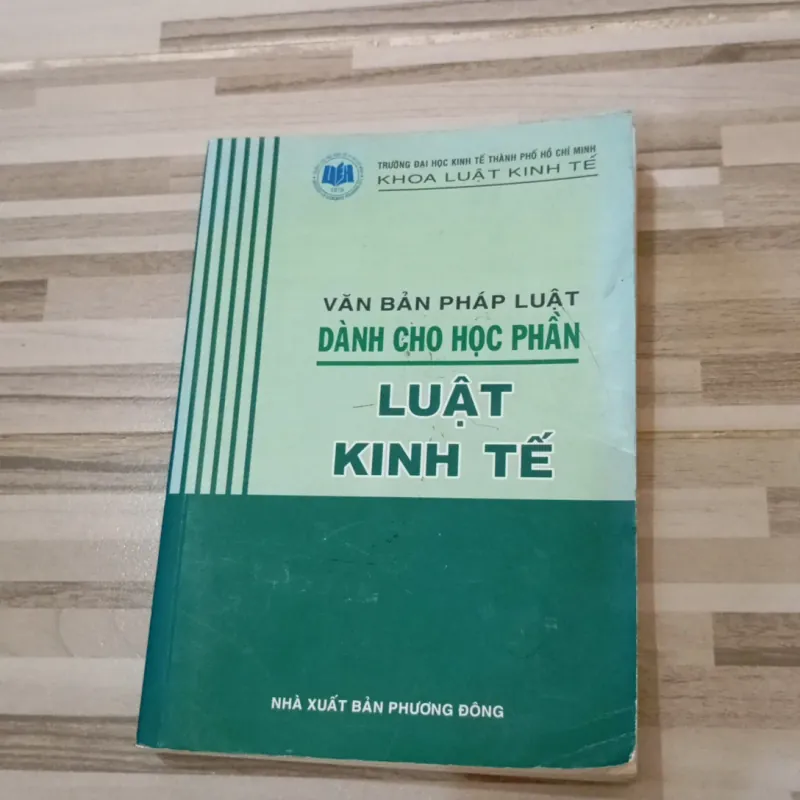 TRƯỜNG ĐẠI HỌC KINH TẾ THÀNH PHỐ HỒ CHÍ MINH
KHOA LUẬT KINH TẾ
VĂN BẢN PHÁP LUẬT
DÀNH CHO HỌC PHẦN
LUẬT
KINH TẾ
NHÀ XUẤT BẢN PHƯƠNG ĐÔNG